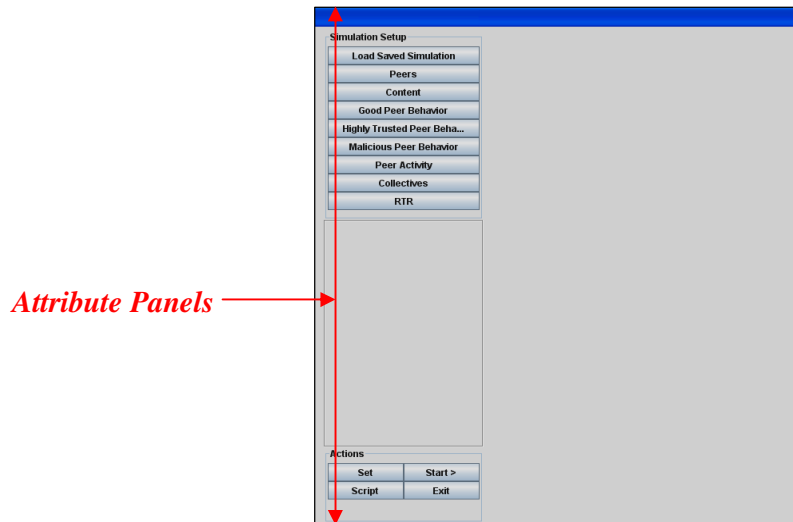 Simulation Setup
Load Saved Simulation
Peers
Content
Good Peer Behavior
Highly Trusted Peer Beha...
Malicious Peer Behavior
Peer Activity
Collectives
RTR
Attribute Panels
Actions
Set Start >
Script Exit